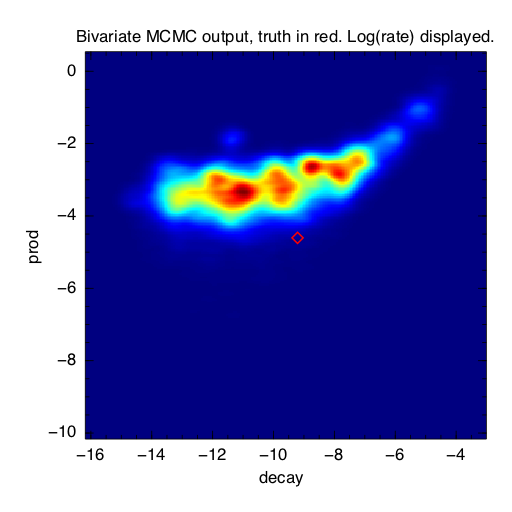 Bivariate MCMC output, truth in red. Log(rate) displayed.
0
−2
−4
−6
−8
−10
prod
−16 −14 −12 −10 −8 −6 −4
decay